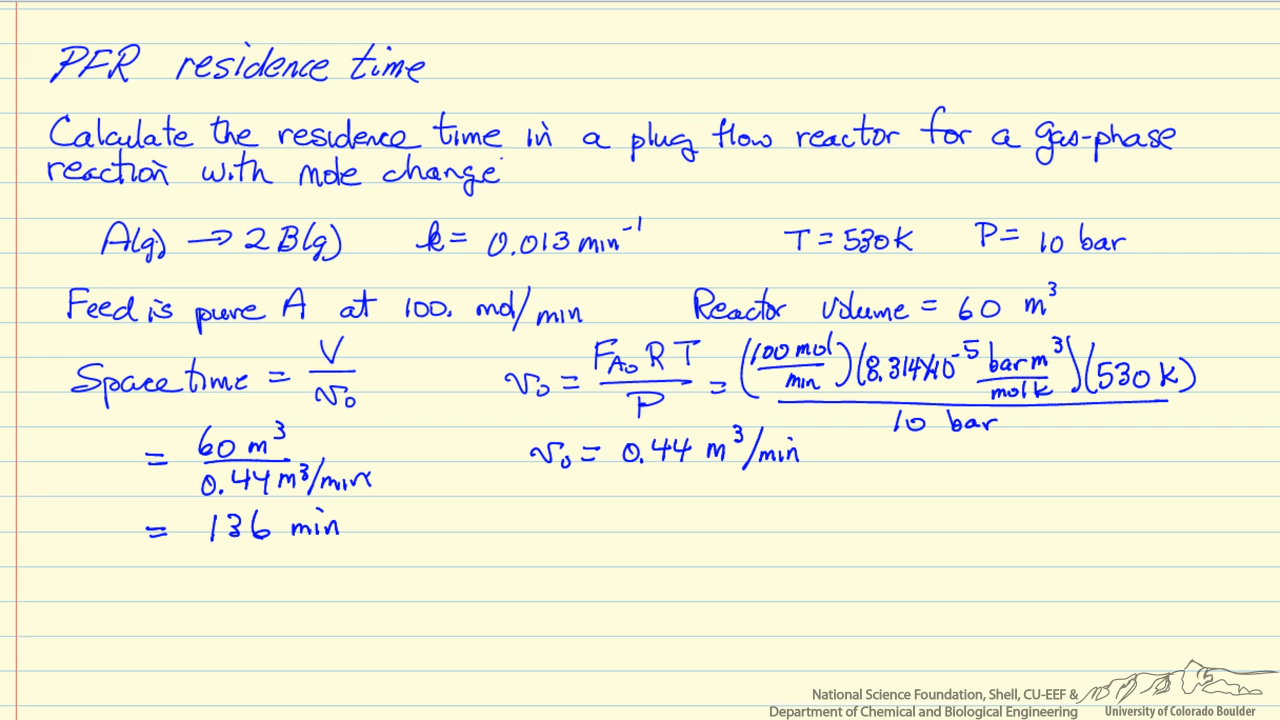 PFR residence time
Calculate the residence time in a plug flow reactor for a gas-phase
reaction with mole change
A(g) → 2 B(g) k = 0.013 min⁻¹ T = 530 K P = 10 bar
Feed is pure A at 100. mol/min Reactor volume = 60 m³
Space time = V/v₀ v₀ = F_A₀ R T / P = (100 mol/min)(8.314×10⁻⁵ bar m³/mol K)(530 K) / 10 bar
= 60 m³ / 0.44 m³/min v₀ = 0.44 m³/min
= 136 min
National Science Foundation, Shell, CU-EEF &
Department of Chemical and Biological Engineering
University of Colorado Boulder